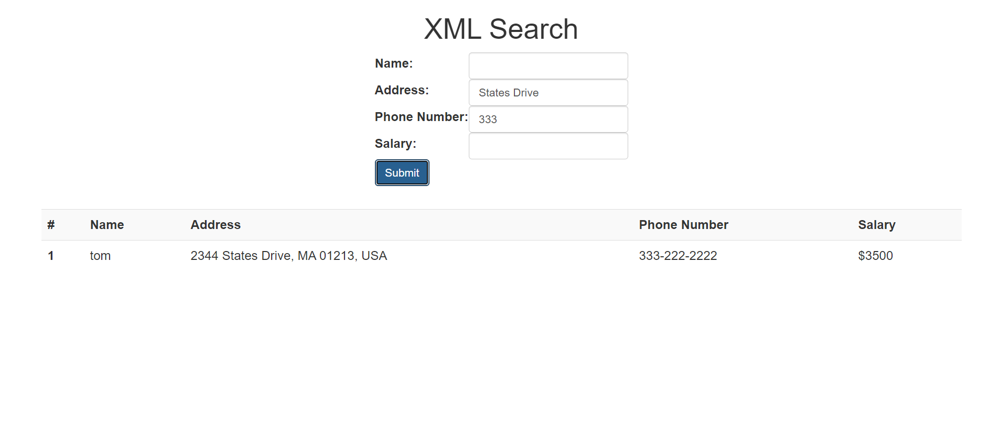 XML Search
Name:
Address: States Drive
Phone Number: 333
Salary:
Submit
# Name Address Phone Number Salary
1 tom 2344 States Drive, MA 01213, USA 333-222-2222 $3500